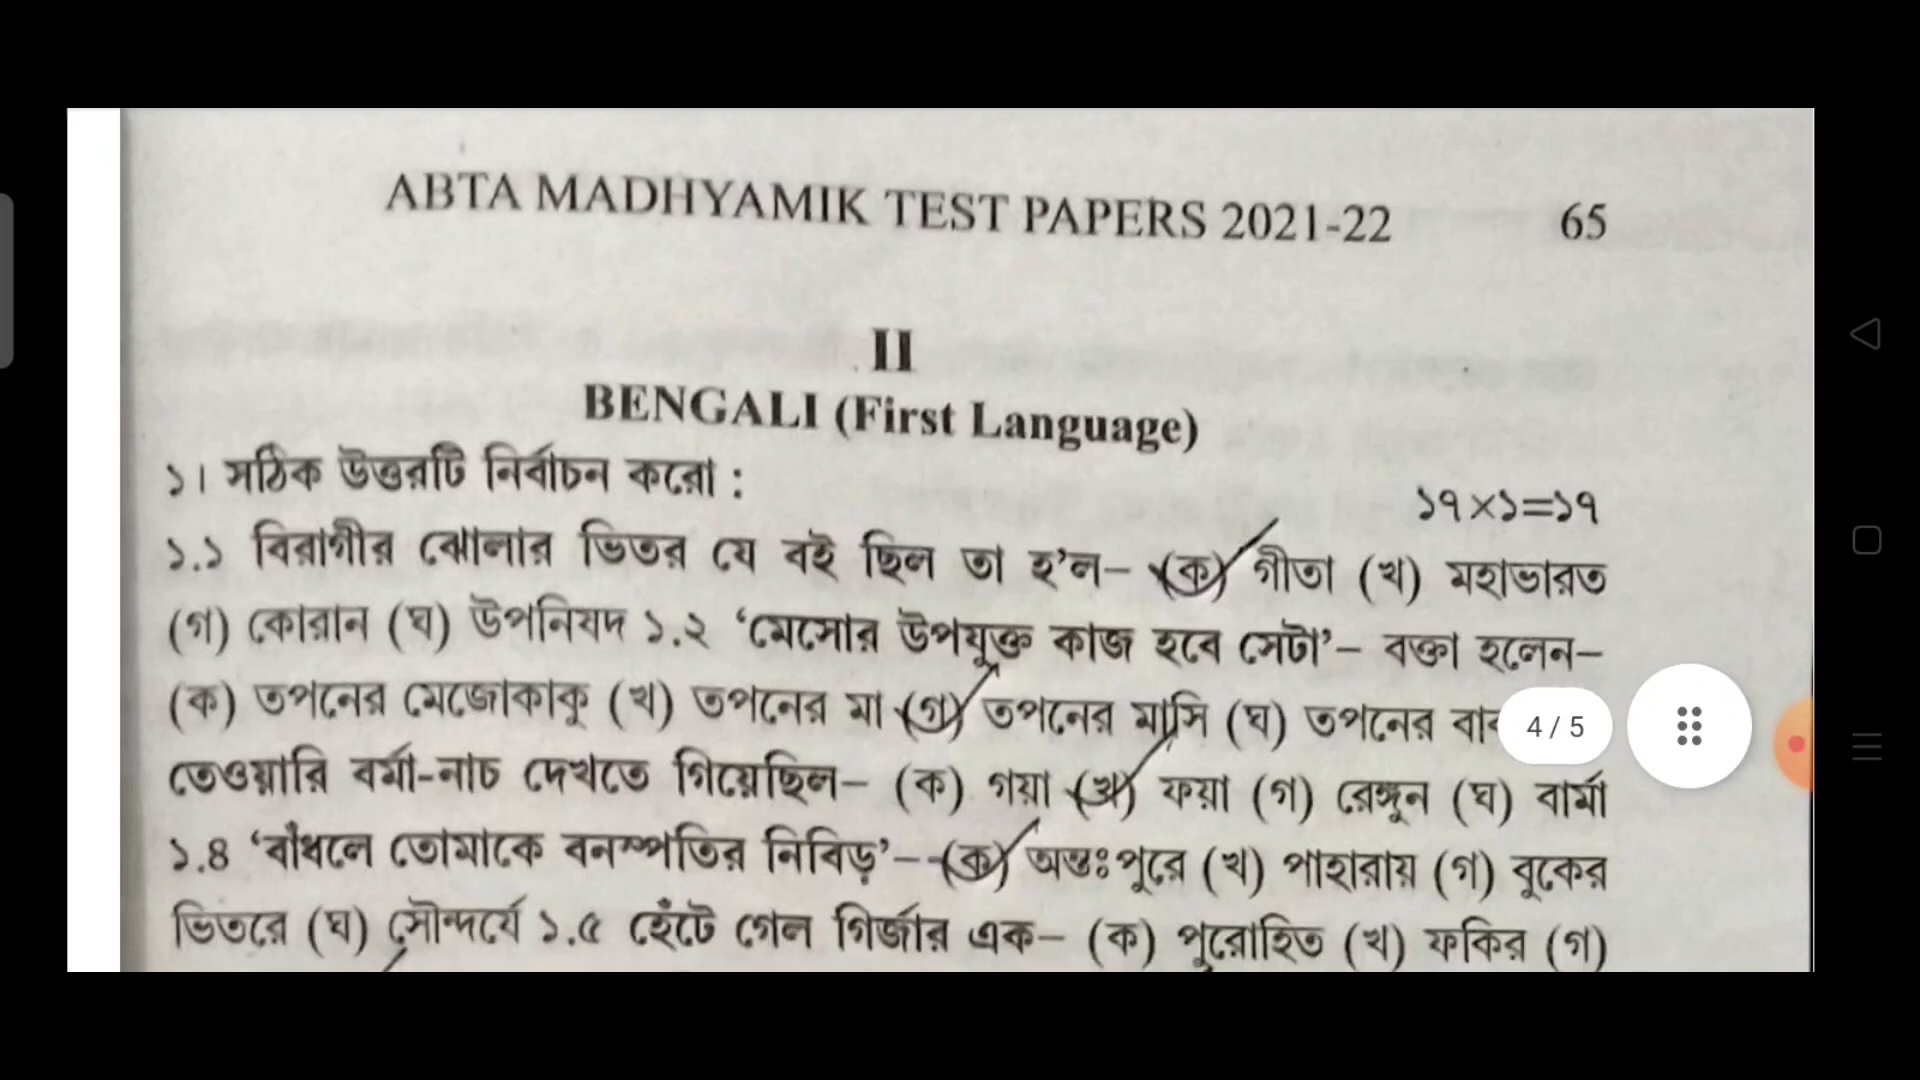 ABTA MADHYAMIK TEST PAPERS 2021-22 65
II
BENGALI (First Language)
১। সঠিক উত্তরটি নির্বাচন করো :
১৭×১=১৭
১.১ বিরাগীর ঝোলার ভিতর যে বই ছিল তা হ'ল– (ক) গীতা (খ) মহাভারত
(গ) কোরান (ঘ) উপনিষদ ১.২ 'মেসোর উপযুক্ত কাজ হবে সেটা'– বক্তা হলেন–
(ক) তপনের মেজোকাকু (খ) তপনের মা (গ) তপনের মাসি (ঘ) তপনের
4 / 5
তেওয়ারি বর্মা-নাচ দেখতে গিয়েছিল– (ক) গয়া (খ) ফয়া (গ) রেঙ্গুন (ঘ) বার্মা
১.৪ 'বাঁধলে তোমাকে বনস্পতির নিবিড়'– (ক) অন্তঃপুরে (খ) পাহারায় (গ) বুকের
ভিতরে (ঘ) সৌন্দর্যে ১.৫ হেঁটে গেল গির্জার এক– (ক) পুরোহিত (খ) ফকির (গ)